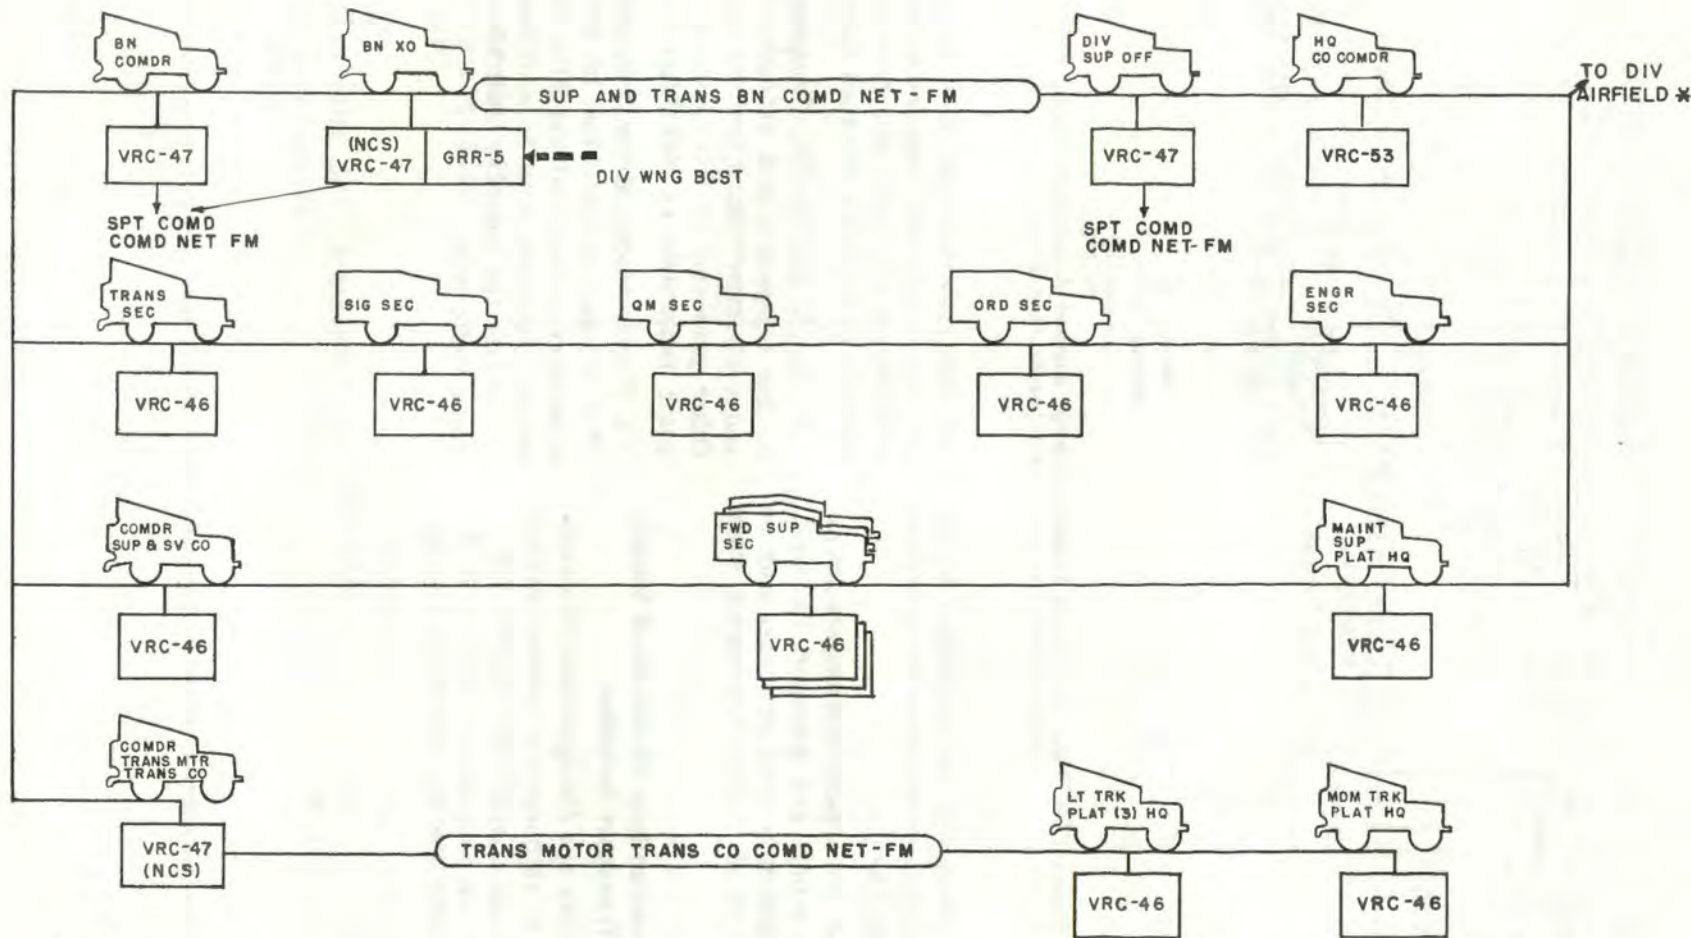 BN
COMDR
BN XO
SUP AND TRANS BN COMD NET-FM
DIV
SUP OFF
HQ
CO COMDR
TO DIV
AIRFIELD *
VRC-47
(NCS)
VRC-47
GRR-5
DIV WNG BCST
VRC-47
VRC-53
SPT COMD
COMD NET FM
SPT COMD
COMD NET-FM
TRANS
SEC
SIG SEC
QM SEC
ORD SEC
ENGR
SEC
VRC-46
VRC-46
VRC-46
VRC-46
VRC-46
COMDR
SUP & SV CO
FWD SUP
SEC
MAINT
SUP
PLAT HQ
VRC-46
VRC-46
VRC-46
COMDR
TRANS MTR
TRANS CO
LT TRK
PLAT (3) HQ
MDM TRK
PLAT HQ
VRC-47
(NCS)
TRANS MOTOR TRANS CO COMD NET-FM
VRC-46
VRC-46